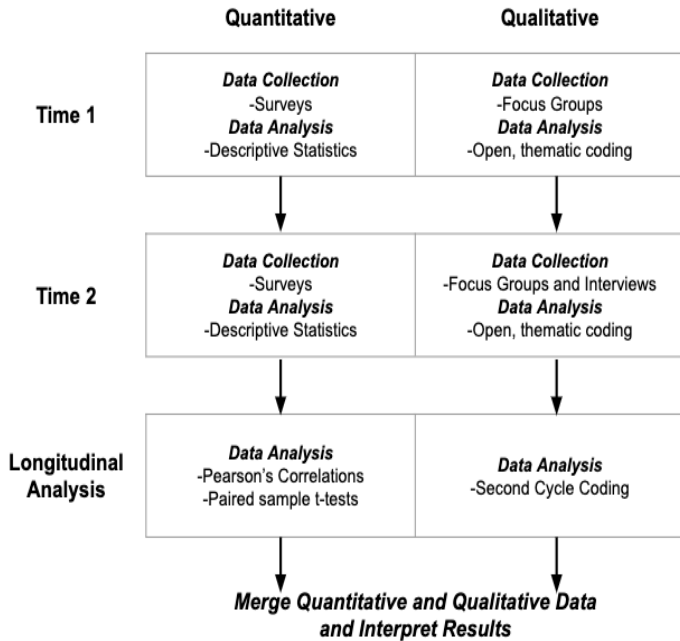 Quantitative
Qualitative
Time 1
Data Collection
-Surveys
Data Analysis
-Descriptive Statistics
Data Collection
-Focus Groups
Data Analysis
-Open, thematic coding
Time 2
Data Collection
-Surveys
Data Analysis
-Descriptive Statistics
Data Collection
-Focus Groups and Interviews
Data Analysis
-Open, thematic coding
Longitudinal
Analysis
Data Analysis
-Pearson's Correlations
-Paired sample t-tests
Data Analysis
-Second Cycle Coding
Merge Quantitative and Qualitative Data
and Interpret Results